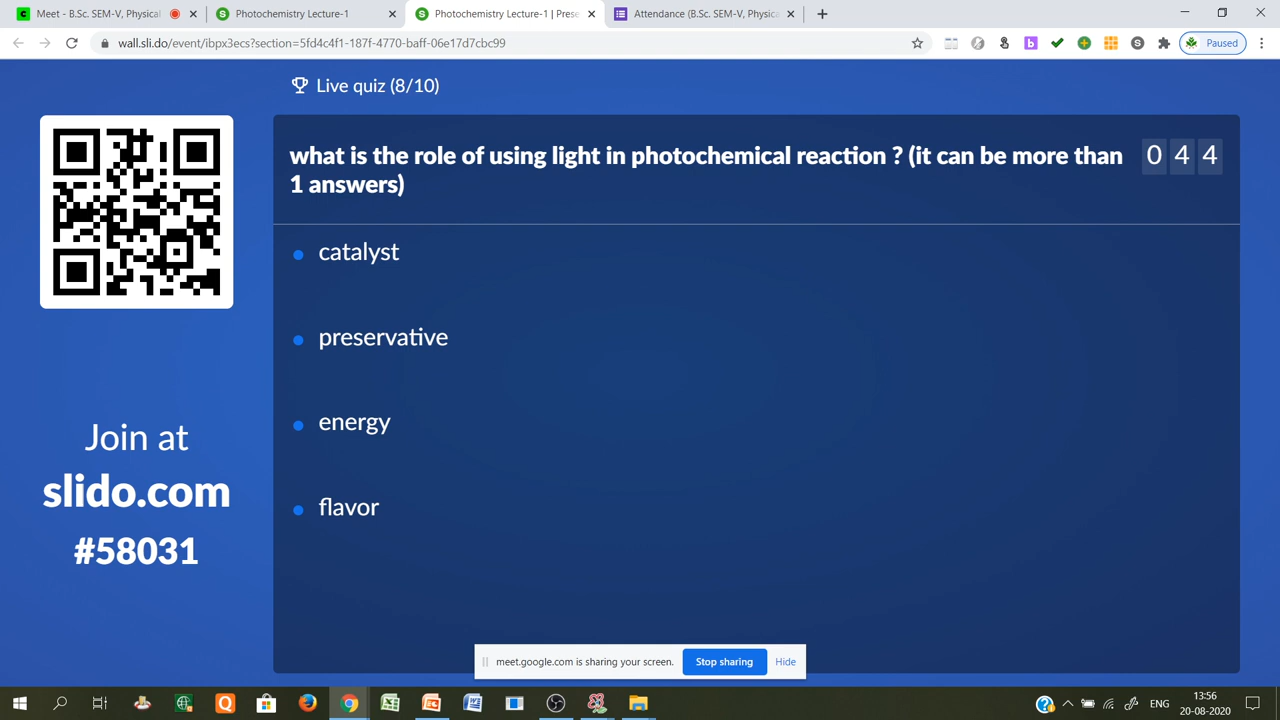 Meet - B.Sc. SEM-V, Physical
Photochemistry Lecture-1
Photochemistry Lecture-1 | Prese
Attendance (B.Sc. SEM-V, Physica
wall.sli.do/event/ibpx3ecs?section=5fd4c4f1-187f-4770-baff-06e17d7cbc99
Paused
Live quiz (8/10)
what is the role of using light in photochemical reaction ? (it can be more than
1 answers)
044
catalyst
preservative
energy
flavor
Join at
slido.com
#58031
meet.google.com is sharing your screen.
Stop sharing
Hide
ENG
13:56
20-08-2020